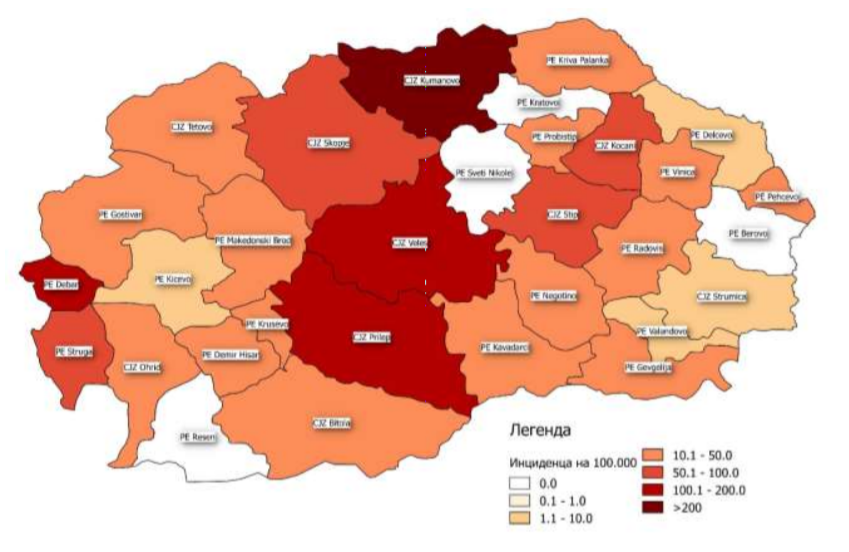 PE Kriva Palanka
CJZ Kumanovo
PE Kratovo
CJZ Tetovo
CJZ Skopje
PE Probistip
CJZ Kocani
PE Delcevo
PE Sveti Nikole
PE Vinica
PE Pehcevo
PE Gostivar
CJZ Stip
PE Berovo
PE Makedonski Brod
CJZ Veles
PE Radovis
PE Debar
PE Kicevo
PE Negotino
CJZ Strumica
PE Krusevo
PE Valandovo
CJZ Prilep
PE Struga
PE Demir Hisar
PE Kavadarci
CJZ Ohrid
PE Gevgelija
CJZ Bitola
PE Resen
Легенда
Инциденца на 100.000
0.0
0.1 - 1.0
1.1 - 10.0
10.1 - 50.0
50.1 - 100.0
100.1 - 200.0
>200